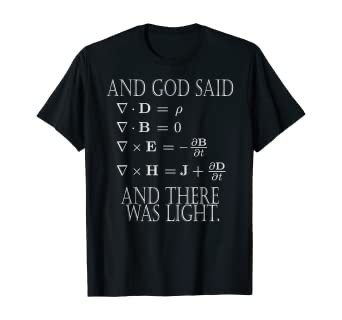 AND GOD SAID
∇ · D = ρ
∇ · B = 0
∇ × E = -∂B/∂t
∇ × H = J + ∂D/∂t
AND THERE
WAS LIGHT.